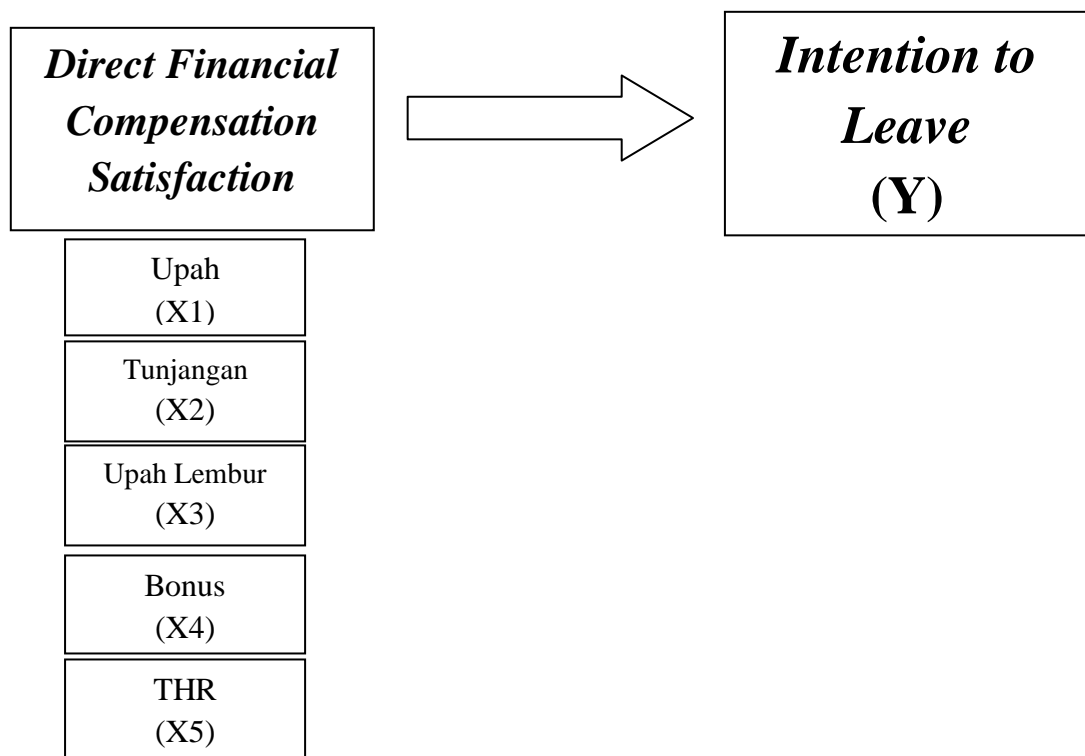 Direct Financial
Compensation
Satisfaction
Intention to
Leave
(Y)
Upah
(X1)
Tunjangan
(X2)
Upah Lembur
(X3)
Bonus
(X4)
THR
(X5)